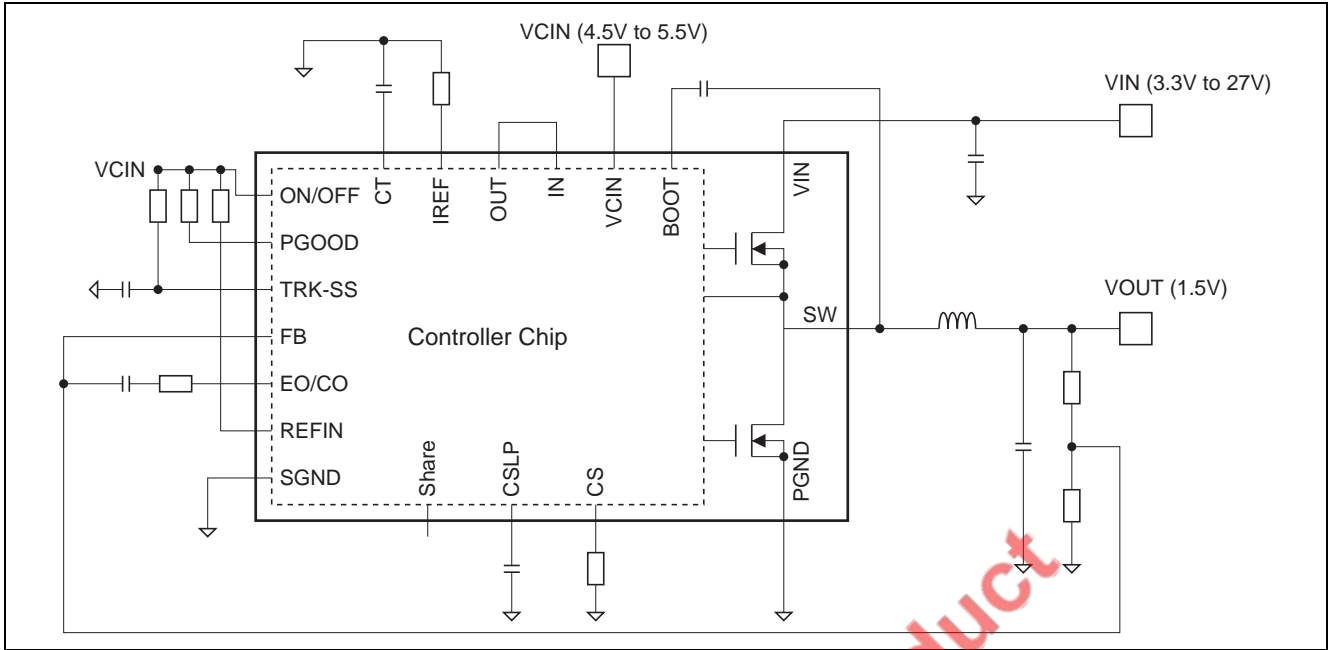 VCIN (4.5V to 5.5V)
VIN (3.3V to 27V)
VCIN
CT
IREF
OUT
IN
VCIN
BOOT
VIN
ON/OFF
PGOOD
TRK-SS
FB
Controller Chip
SW
VOUT (1.5V)
EO/CO
REFIN
SGND
Share
CSLP
CS
PGND